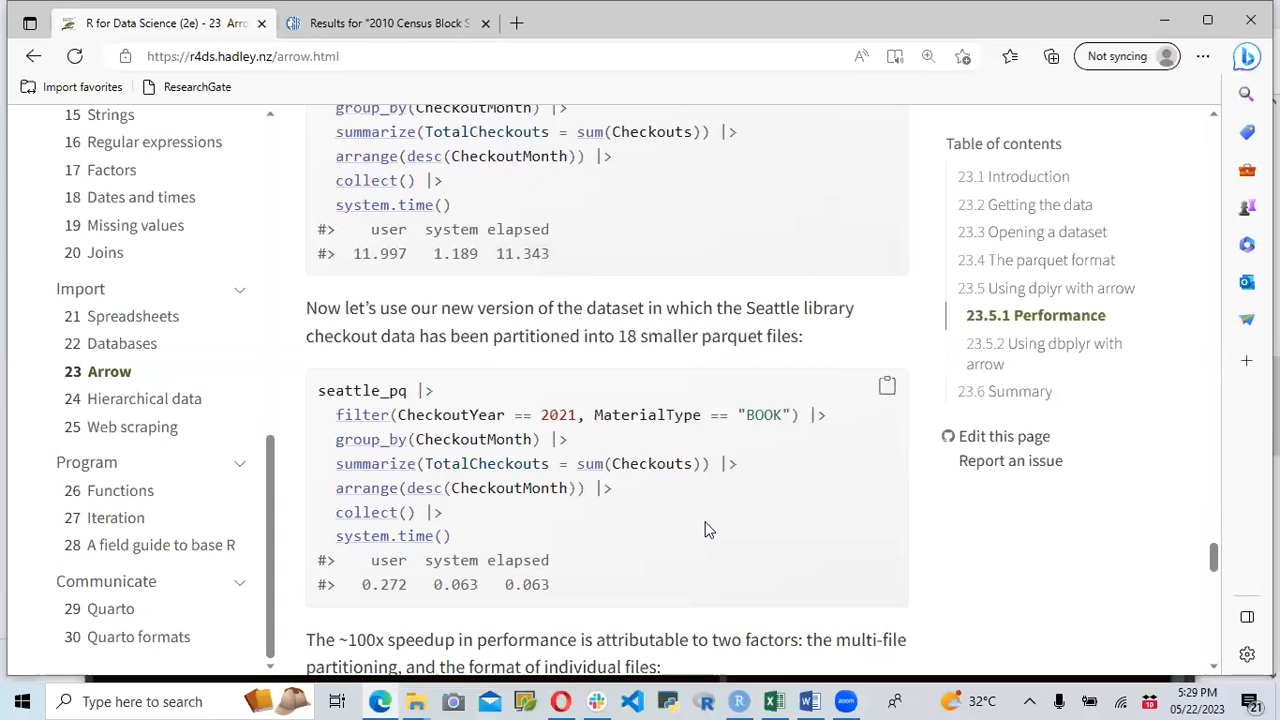 R for Data Science (2e) - 23 Arrow
Results for "2010 Census Block S
https://r4ds.hadley.nz/arrow.html
Not syncing
Import favorites
ResearchGate
15 Strings
16 Regular expressions
17 Factors
18 Dates and times
19 Missing values
20 Joins
Import
21 Spreadsheets
22 Databases
23 Arrow
24 Hierarchical data
25 Web scraping
Program
26 Functions
27 Iteration
28 A field guide to base R
Communicate
29 Quarto
30 Quarto formats
group_by(CheckoutMonth) |>
summarize(TotalCheckouts = sum(Checkouts)) |>
arrange(desc(CheckoutMonth)) |>
collect() |>
system.time()
#> user system elapsed
#> 11.997 1.189 11.343
Now let's use our new version of the dataset in which the Seattle library
checkout data has been partitioned into 18 smaller parquet files:
seattle_pq |>
filter(CheckoutYear == 2021, MaterialType == "BOOK") |>
group_by(CheckoutMonth) |>
summarize(TotalCheckouts = sum(Checkouts)) |>
arrange(desc(CheckoutMonth)) |>
collect() |>
system.time()
#> user system elapsed
#> 0.272 0.063 0.063
The ~100x speedup in performance is attributable to two factors: the multi-file
partitioning, and the format of individual files:
Table of contents
23.1 Introduction
23.2 Getting the data
23.3 Opening a dataset
23.4 The parquet format
23.5 Using dplyr with arrow
23.5.1 Performance
23.5.2 Using dbplyr with
arrow
23.6 Summary
Edit this page
Report an issue
Type here to search
32°C
5:29 PM
05/22/2023
21